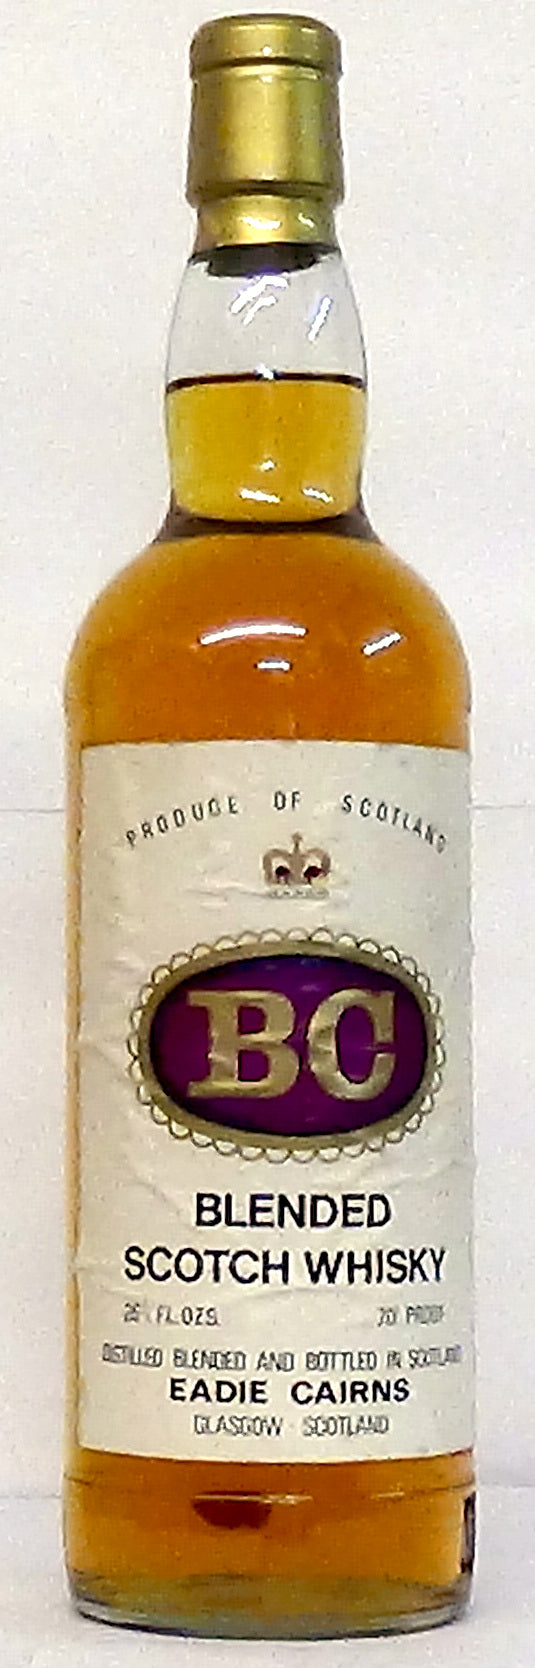 PRODUCE OF SCOTLAND
BC
BLENDED
SCOTCH WHISKY
FL. OZS. 70° PROOF
DISTILLED BLENDED AND BOTTLED IN SCOTLAND
EADIE CAIRNS
GLASGOW · SCOTLAND